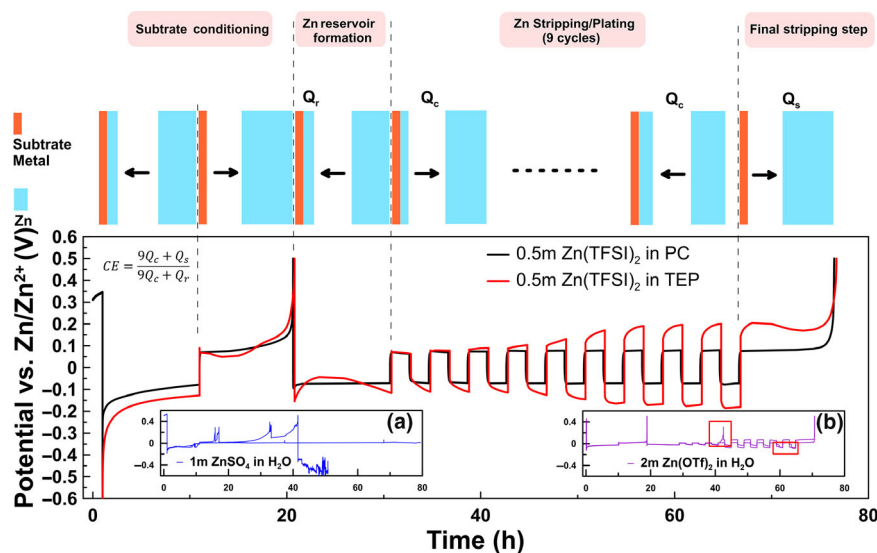 Subtrate conditioning
Zn reservoir
formation
Zn Stripping/Plating
(9 cycles)
Final stripping step
Qr
Qc
Qc
Qs
Subtrate
Metal
Zn
Potential vs. Zn/Zn²⁺ (V)
0.6
0.5
0.4
0.3
0.2
0.1
0.0
−0.1
−0.2
−0.3
−0.4
−0.5
−0.6
CE = (9Qc + Qs)/(9Qc + Qr)
0.5m Zn(TFSI)₂ in PC
0.5m Zn(TFSI)₂ in TEP
(a)
0.4
0
−0.4
1m ZnSO₄ in H₂O
0 20 40 60 80
(b)
0.4
0
−0.4
2m Zn(OTf)₂ in H₂O
0 20 40 60 80
0 20 40 60 80
Time (h)